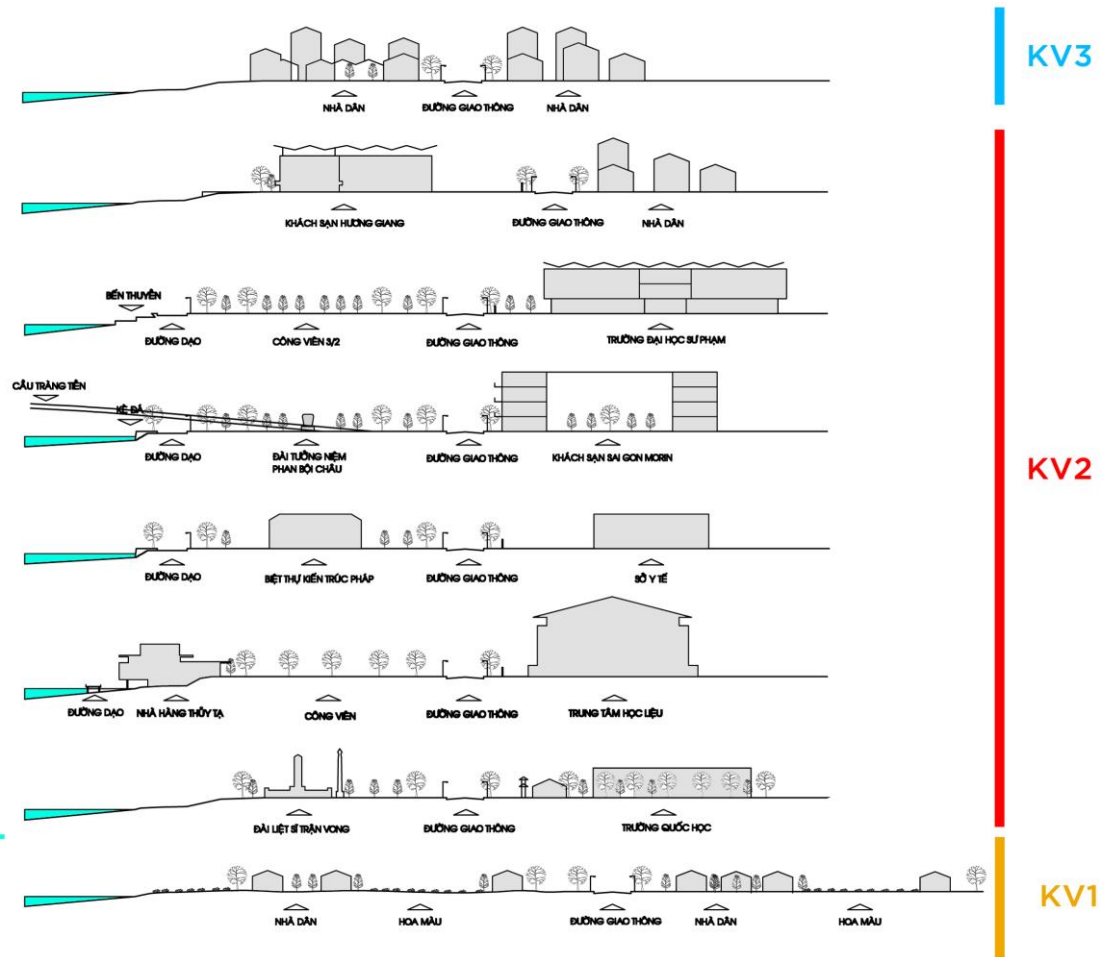 KV3
NHÀ DÂN
ĐƯỜNG GIAO THÔNG
NHÀ DÂN
KV2
KHÁCH SẠN HƯƠNG GIANG
ĐƯỜNG GIAO THÔNG
NHÀ DÂN
BẾN THUYỀN
ĐƯỜNG DẠO
CÔNG VIÊN 3/2
ĐƯỜNG GIAO THÔNG
TRƯỜNG ĐẠI HỌC SƯ PHẠM
CẦU TRÀNG TIỀN
KÈ ĐÁ
ĐƯỜNG DẠO
ĐÀI TƯỞNG NIỆM
PHAN BỘI CHÂU
ĐƯỜNG GIAO THÔNG
KHÁCH SẠN SAI GON MORIN
ĐƯỜNG DẠO
BIỆT THỰ KIẾN TRÚC PHÁP
ĐƯỜNG GIAO THÔNG
SỞ Y TẾ
ĐƯỜNG DẠO
NHÀ HÀNG THỦY TẠ
CÔNG VIÊN
ĐƯỜNG GIAO THÔNG
TRUNG TÂM HỌC LIỆU
ĐÀI LIỆT SĨ TRẬN VONG
ĐƯỜNG GIAO THÔNG
TRƯỜNG QUỐC HỌC
KV1
NHÀ DÂN
HOA MÀU
ĐƯỜNG GIAO THÔNG
NHÀ DÂN
HOA MÀU